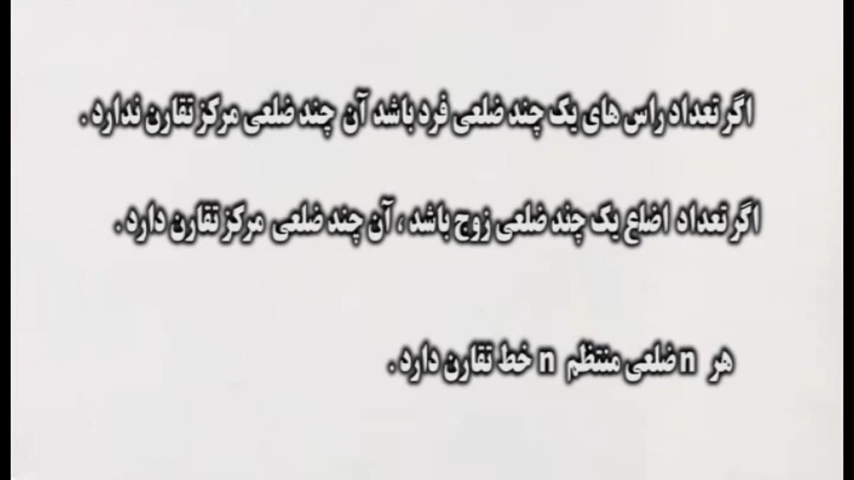 اگر تعداد راس های یک چند ضلعی فرد باشد آن چند ضلعی مرکز تقارن ندارد .
اگر تعداد اضاع یک چند ضلعی زوج باشد ، آن چند ضلعی مرکز تقارن دارد .
هر n ضلعی منتظم n خط تقارن دارد .